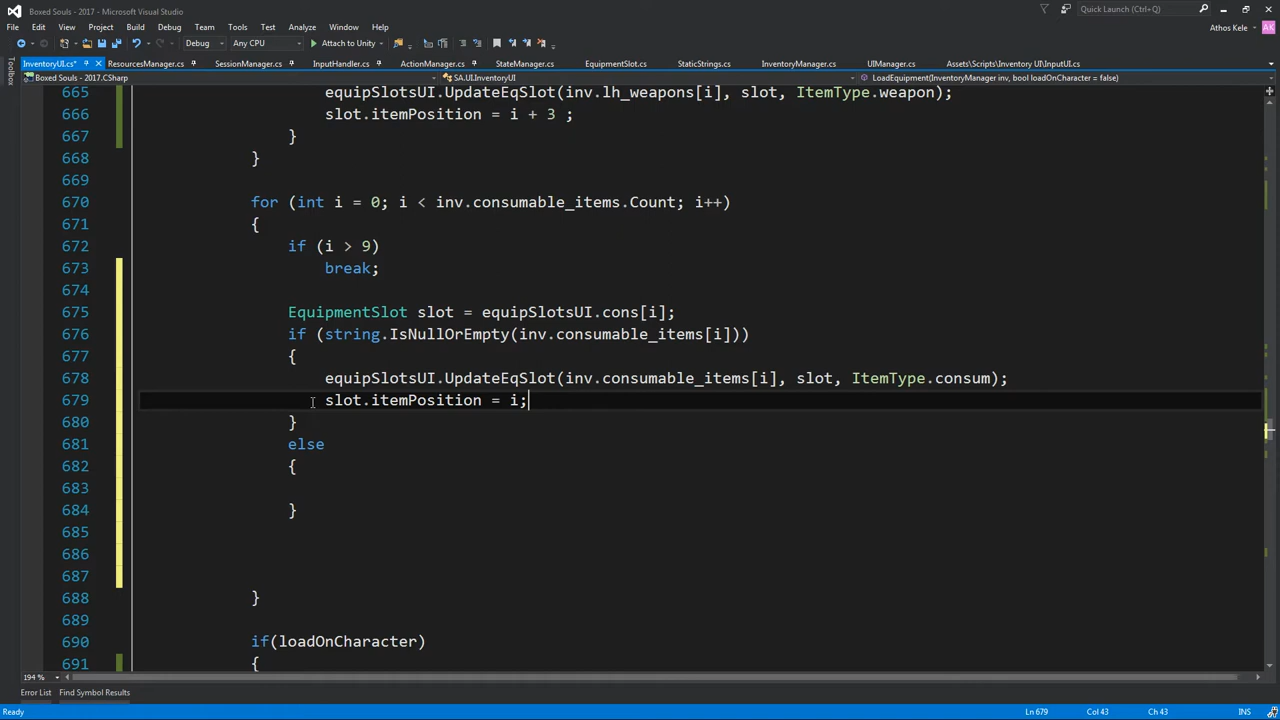 Boxed Souls - 2017 - Microsoft Visual Studio
Quick Launch (Ctrl+Q)
File Edit View Project Build Debug Team Tools Test Analyze Window Help
Athos Kele
AK
Debug Any CPU Attach to Unity
InventoryUI.cs* ResourcesManager.cs SessionManager.cs InputHandler.cs ActionManager.cs StateManager.cs EquipmentSlot.cs StaticStrings.cs InventoryManager.cs UIManager.cs Assets\Scripts\Inventory UI\InputUI.cs
Toolbox
Boxed Souls - 2017.CSharp SA.UI.InventoryUI LoadEquipment(InventoryManager inv, bool loadOnCharacter = false)
665 equipSlotsUI.UpdateEqSlot(inv.lh_weapons[i], slot, ItemType.weapon);
666 slot.itemPosition = i + 3 ;
667 }
668 }
669
670 for (int i = 0; i < inv.consumable_items.Count; i++)
671 {
672 if (i > 9)
673 break;
674
675 EquipmentSlot slot = equipSlotsUI.cons[i];
676 if (string.IsNullOrEmpty(inv.consumable_items[i]))
677 {
678 equipSlotsUI.UpdateEqSlot(inv.consumable_items[i], slot, ItemType.consum);
679 slot.itemPosition = i;
680 }
681 else
682 {
683
684 }
685
686
687
688 }
689
690 if(loadOnCharacter)
691 {
194 %
Error List Find Symbol Results
Ready Ln 679 Col 43 Ch 43 INS